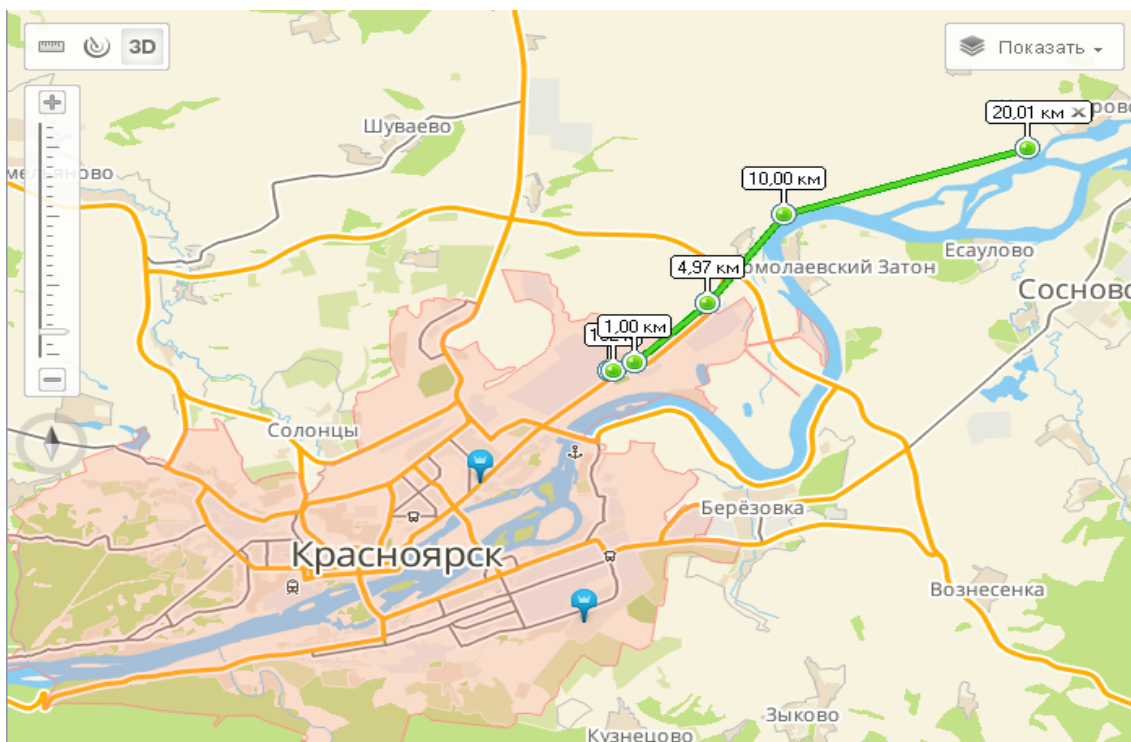 3D
Показать
Шуваево
20,01 км
10,00 км
Есаулово
4,97 км
1,00 км
Солонцы
Берёзовка
Красноярск
Вознесенка
Зыково
Кузнецово